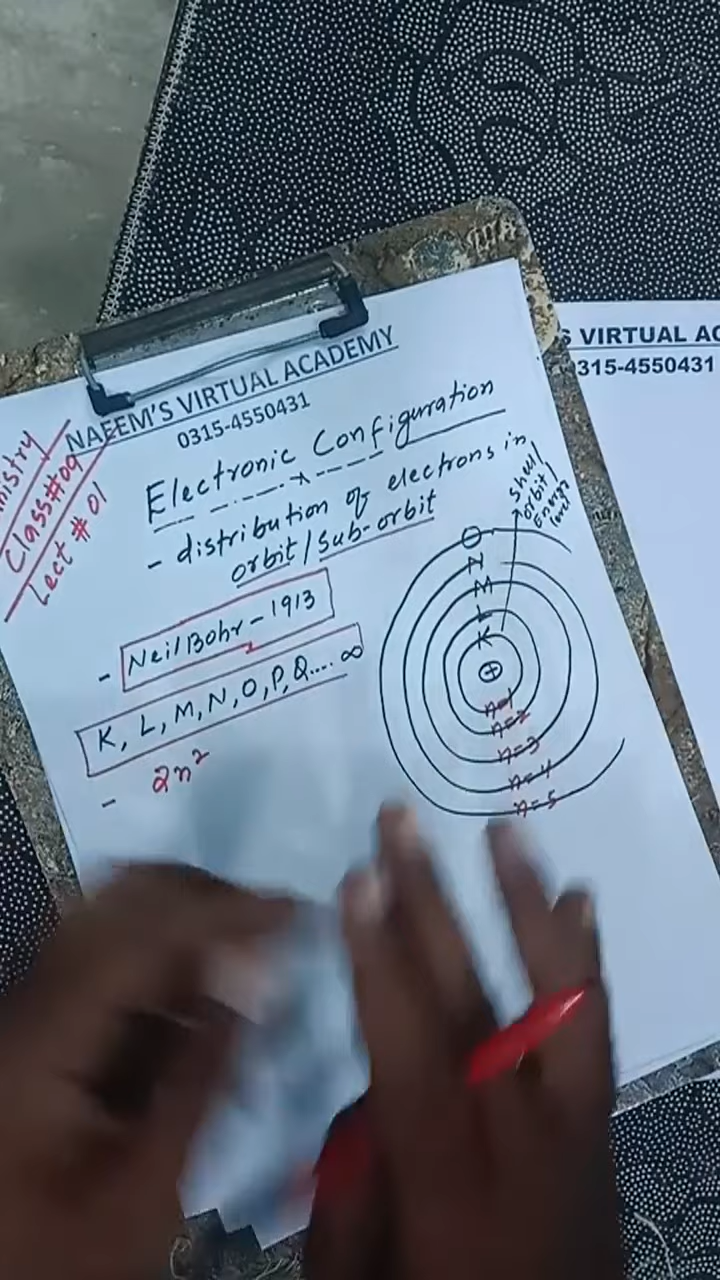 NAEEM'S VIRTUAL ACADEMY
0315-4550431
S VIRTUAL AC
315-4550431
Class#09
Lect # 01
Electronic Configuration
- distribution of electrons in
orbit/sub-orbit
shell/
orbit/
Energy
level
- Neil Bohr - 1913
K, L, M, N, O, P, Q.... ∞
- 2n²
O
N
M
L
K
+
n=1
n=2
n=3
n=4
n=5